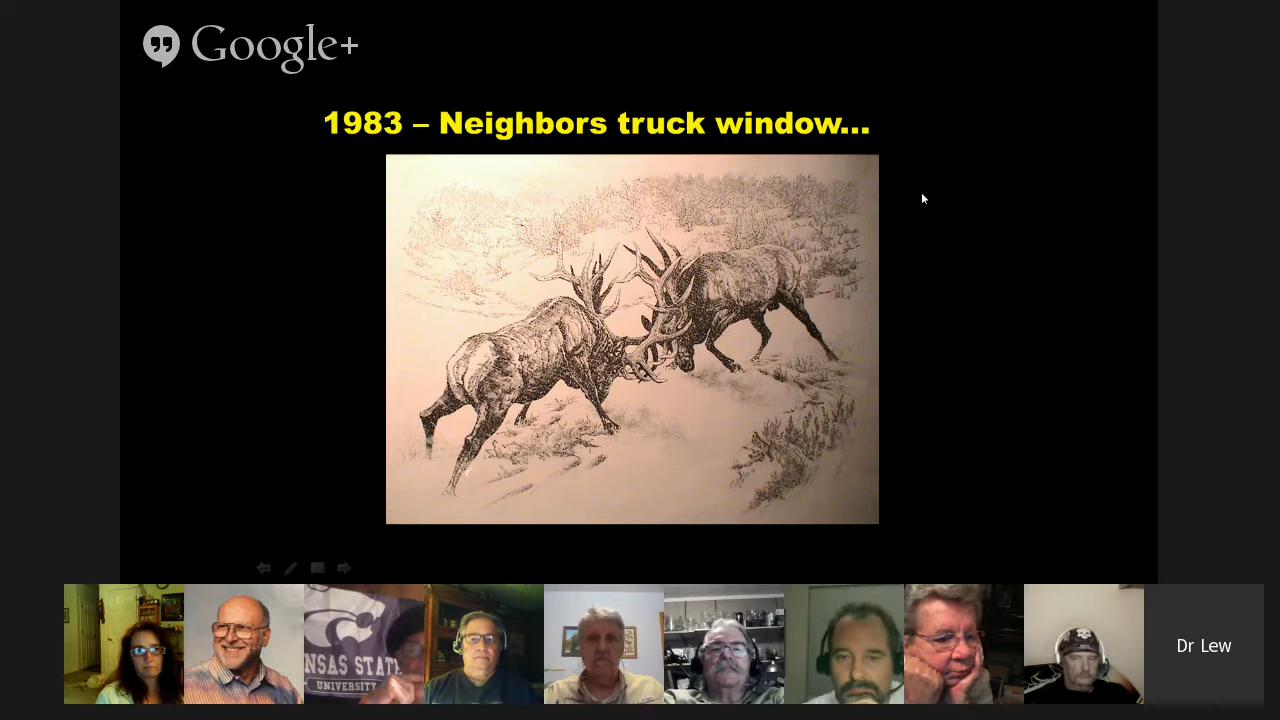 Google+
1983 – Neighbors truck window...
NSAS STATE
UNIVERSITY
Dr Lew